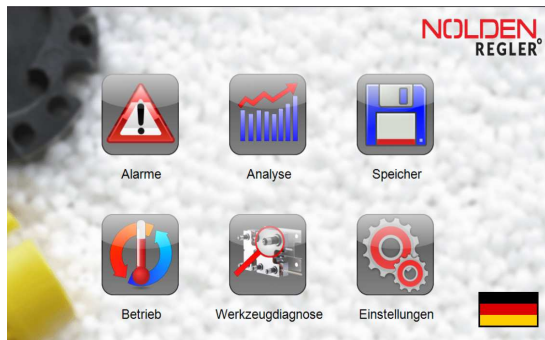 NOLDEN
REGLER°
Alarme
Analyse
Speicher
Betrieb
Werkzeugdiagnose
Einstellungen